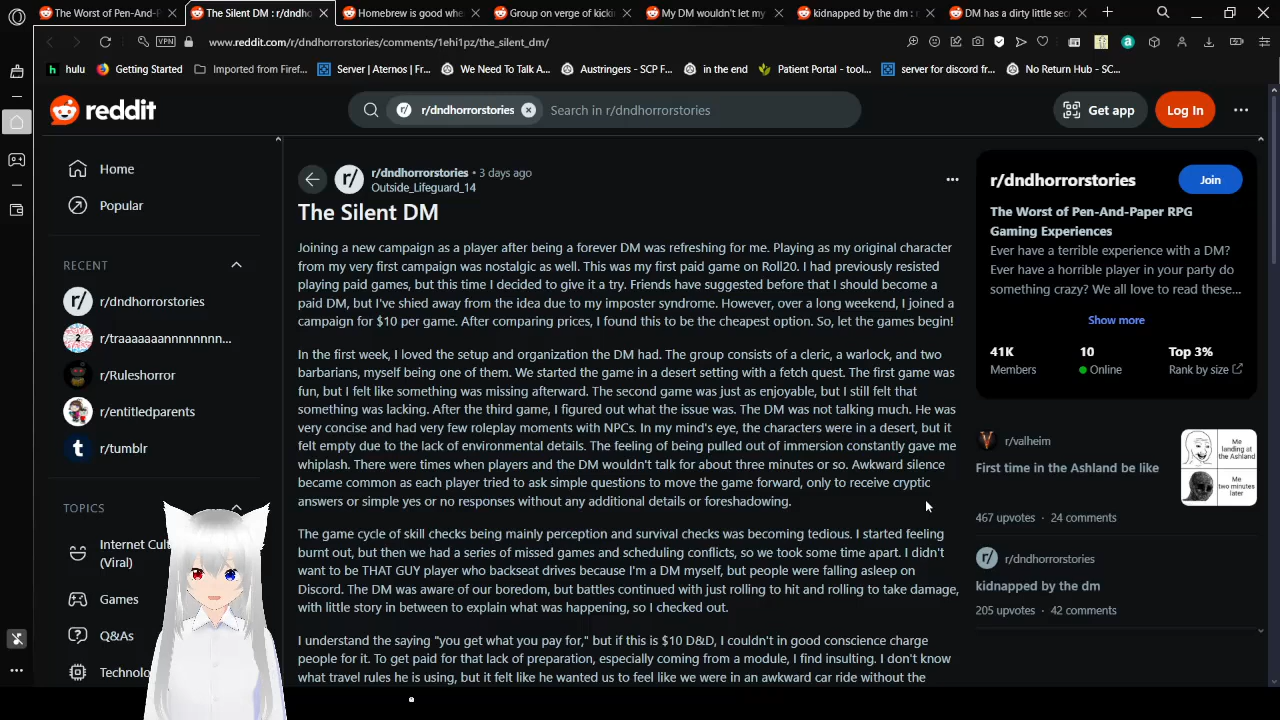 The Worst of Pen-And-P
The Silent DM : r/dndho
Homebrew is good whe
Group on verge of kicki
My DM wouldn't let my
kidnapped by the dm : r
DM has a dirty little sec
VPN
www.reddit.com/r/dndhorrorstories/comments/1ehi1pz/the_silent_dm/
hulu
Getting Started
Imported from Firef...
Server | Aternos | Fr...
We Need To Talk A...
Austringers - SCP F...
in the end
Patient Portal - tool...
server for discord fr...
No Return Hub - SC...
reddit
r/dndhorrorstories
Search in r/dndhorrorstories
Get app
Log In
Home
Popular
RECENT
r/dndhorrorstories
r/traaaaaaannnnnnnn...
r/Ruleshorror
r/entitledparents
r/tumblr
TOPICS
Internet Cul
(Viral)
Games
Q&As
Technolo
r/dndhorrorstories • 3 days ago
Outside_Lifeguard_14
The Silent DM
Joining a new campaign as a player after being a forever DM was refreshing for me. Playing as my original character
from my very first campaign was nostalgic as well. This was my first paid game on Roll20. I had previously resisted
playing paid games, but this time I decided to give it a try. Friends have suggested before that I should become a
paid DM, but I've shied away from the idea due to my imposter syndrome. However, over a long weekend, I joined a
campaign for $10 per game. After comparing prices, I found this to be the cheapest option. So, let the games begin!
In the first week, I loved the setup and organization the DM had. The group consists of a cleric, a warlock, and two
barbarians, myself being one of them. We started the game in a desert setting with a fetch quest. The first game was
fun, but I felt like something was missing afterward. The second game was just as enjoyable, but I still felt that
something was lacking. After the third game, I figured out what the issue was. The DM was not talking much. He was
very concise and had very few roleplay moments with NPCs. In my mind's eye, the characters were in a desert, but it
felt empty due to the lack of environmental details. The feeling of being pulled out of immersion constantly gave me
whiplash. There were times when players and the DM wouldn't talk for about three minutes or so. Awkward silence
became common as each player tried to ask simple questions to move the game forward, only to receive cryptic
answers or simple yes or no responses without any additional details or foreshadowing.
The game cycle of skill checks being mainly perception and survival checks was becoming tedious. I started feeling
burnt out, but then we had a series of missed games and scheduling conflicts, so we took some time apart. I didn't
want to be THAT GUY player who backseat drives because I'm a DM myself, but people were falling asleep on
Discord. The DM was aware of our boredom, but battles continued with just rolling to hit and rolling to take damage,
with little story in between to explain what was happening, so I checked out.
I understand the saying "you get what you pay for," but if this is $10 D&D, I couldn't in good conscience charge
people for it. To get paid for that lack of preparation, especially coming from a module, I find insulting. I don't know
what travel rules he is using, but it felt like he wanted us to feel like we were in an awkward car ride without the
r/dndhorrorstories
Join
The Worst of Pen-And-Paper RPG
Gaming Experiences
Ever have a terrible experience with a DM?
Ever have a horrible player in your party do
something crazy? We all love to read these...
Show more
41K
Members
10
Online
Top 3%
Rank by size
r/valheim
First time in the Ashland be like
Me
landing at
the Ashland
Me
two minutes
later
467 upvotes · 24 comments
r/dndhorrorstories
kidnapped by the dm
205 upvotes · 42 comments